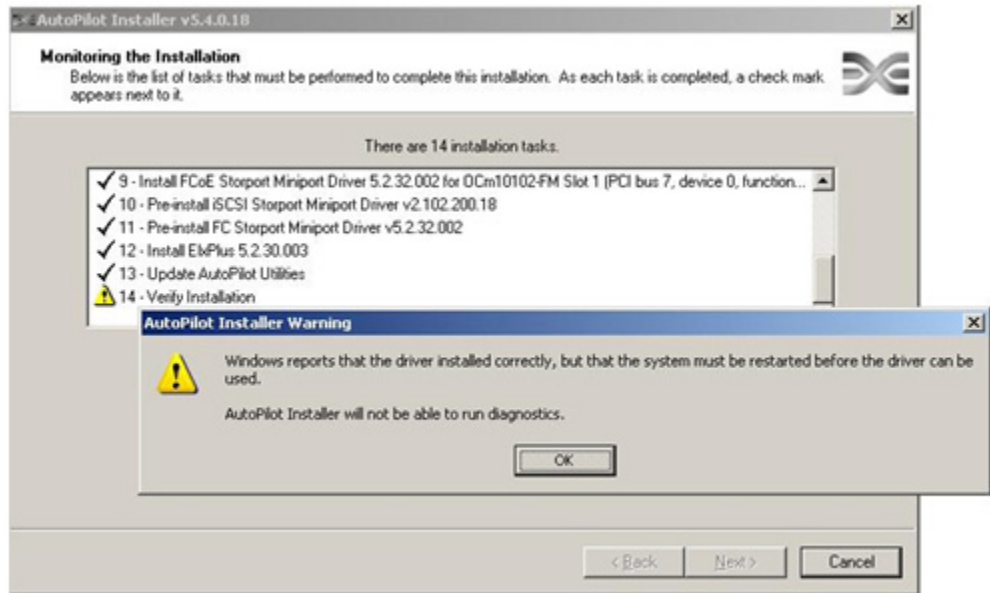 AutoPilot Installer v5.4.0.18
Monitoring the Installation
Below is the list of tasks that must be performed to complete this installation. As each task is completed, a check mark
appears next to it.
There are 14 installation tasks.
9 - Install FCoE Storport Miniport Driver 5.2.32.002 for OCm10102-FM Slot 1 (PCI bus 7, device 0, function...
10 - Pre-install iSCSI Storport Miniport Driver v2.102.200.18
11 - Pre-install FC Storport Miniport Driver v5.2.32.002
12 - Install ElxPlus 5.2.30.003
13 - Update AutoPilot Utilities
14 - Verify Installation
AutoPilot Installer Warning
Windows reports that the driver installed correctly, but that the system must be restarted before the driver can be
used.
AutoPilot Installer will not be able to run diagnostics.
OK
< Back
Next >
Cancel